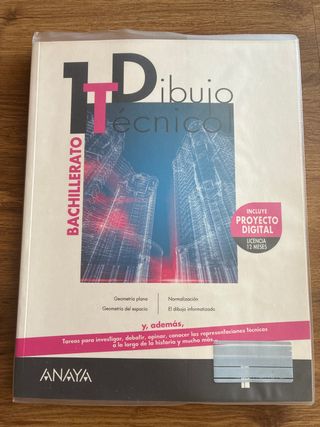 1 Dibujo
Técnico I
BACHILLERATO
INCLUYE
PROYECTO
DIGITAL
LICENCIA
12 MESES
Geometría plana
Normalización
Geometría del espacio
El dibujo informatizado
y, además,
Tareas para investigar, debatir, opinar, conocer las representaciones técnicas
a lo largo de la historia y mucho más...
ANAYA